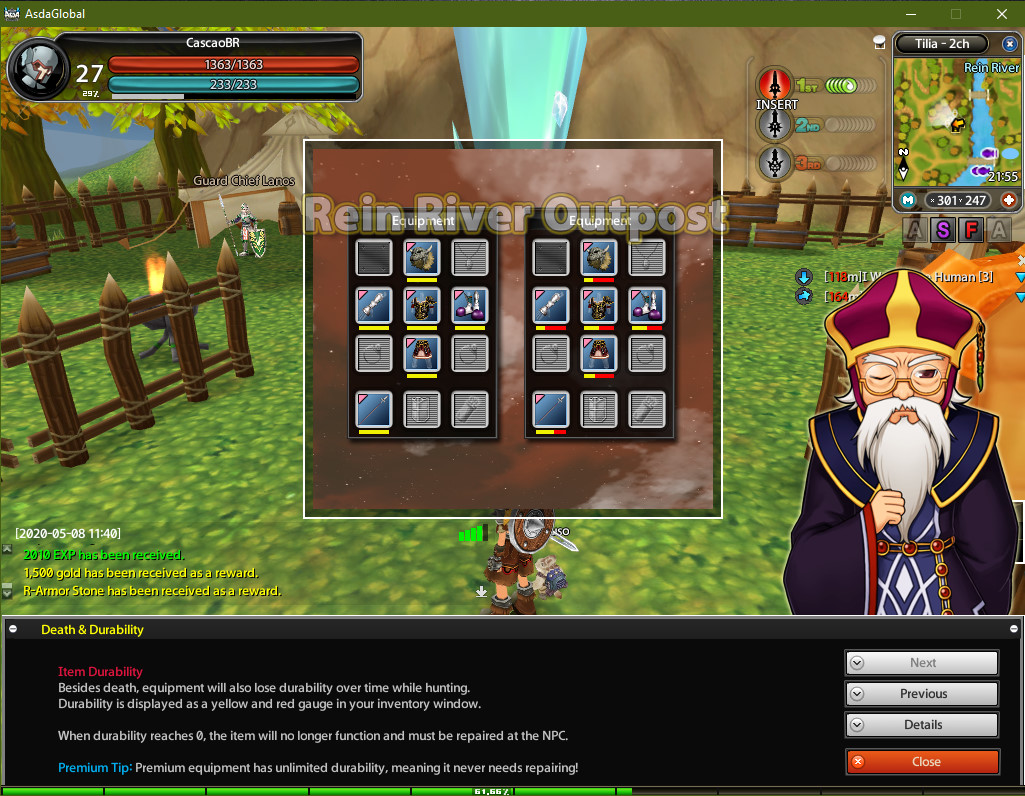 AsdaGlobal
CascaoBR
27
29%
1363/1363
233/233
Tilia - 2ch
Rein River
1ST
INSERT
2ND
3RD
N
21:55
M
× 301 Y 247
A S F A
Guard Chief Lanos
Rein River Outpost
Equipment
Equipment
[118m]I W
Human [3]
[164
[2020-05-08 11:40]
2010 EXP has been received.
1,500 gold has been received as a reward.
R-Armor Stone has been received as a reward.
Death & Durability
Item Durability
Besides death, equipment will also lose durability over time while hunting.
Durability is displayed as a yellow and red gauge in your inventory window.
When durability reaches 0, the item will no longer function and must be repaired at the NPC.
Premium Tip: Premium equipment has unlimited durability, meaning it never needs repairing!
Next
Previous
Details
Close
61,66%